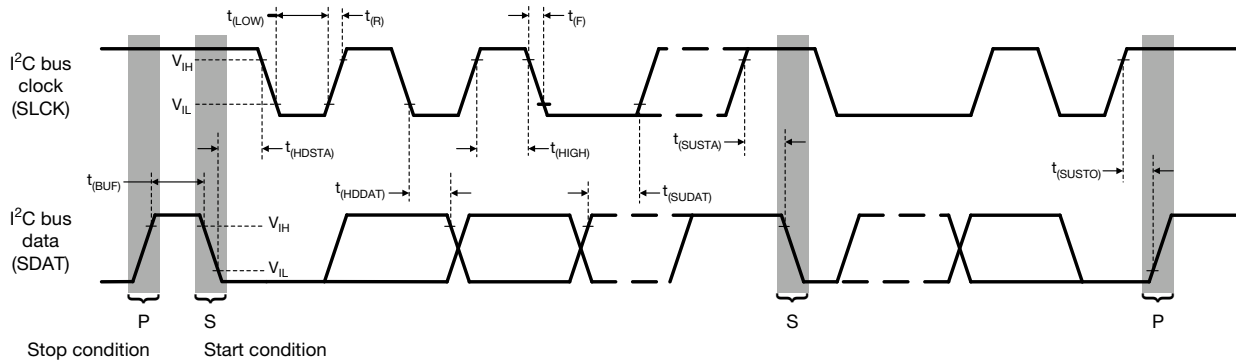 t(LOW)
t(R)
t(F)
I²C bus
clock
(SLCK)
VIH
VIL
t(HDSTA)
t(HIGH)
t(SUSTA)
t(SUSTO)
t(BUF)
t(HDDAT)
t(SUDAT)
I²C bus
data
(SDAT)
VIH
VIL
P
S
S
P
Stop condition
Start condition